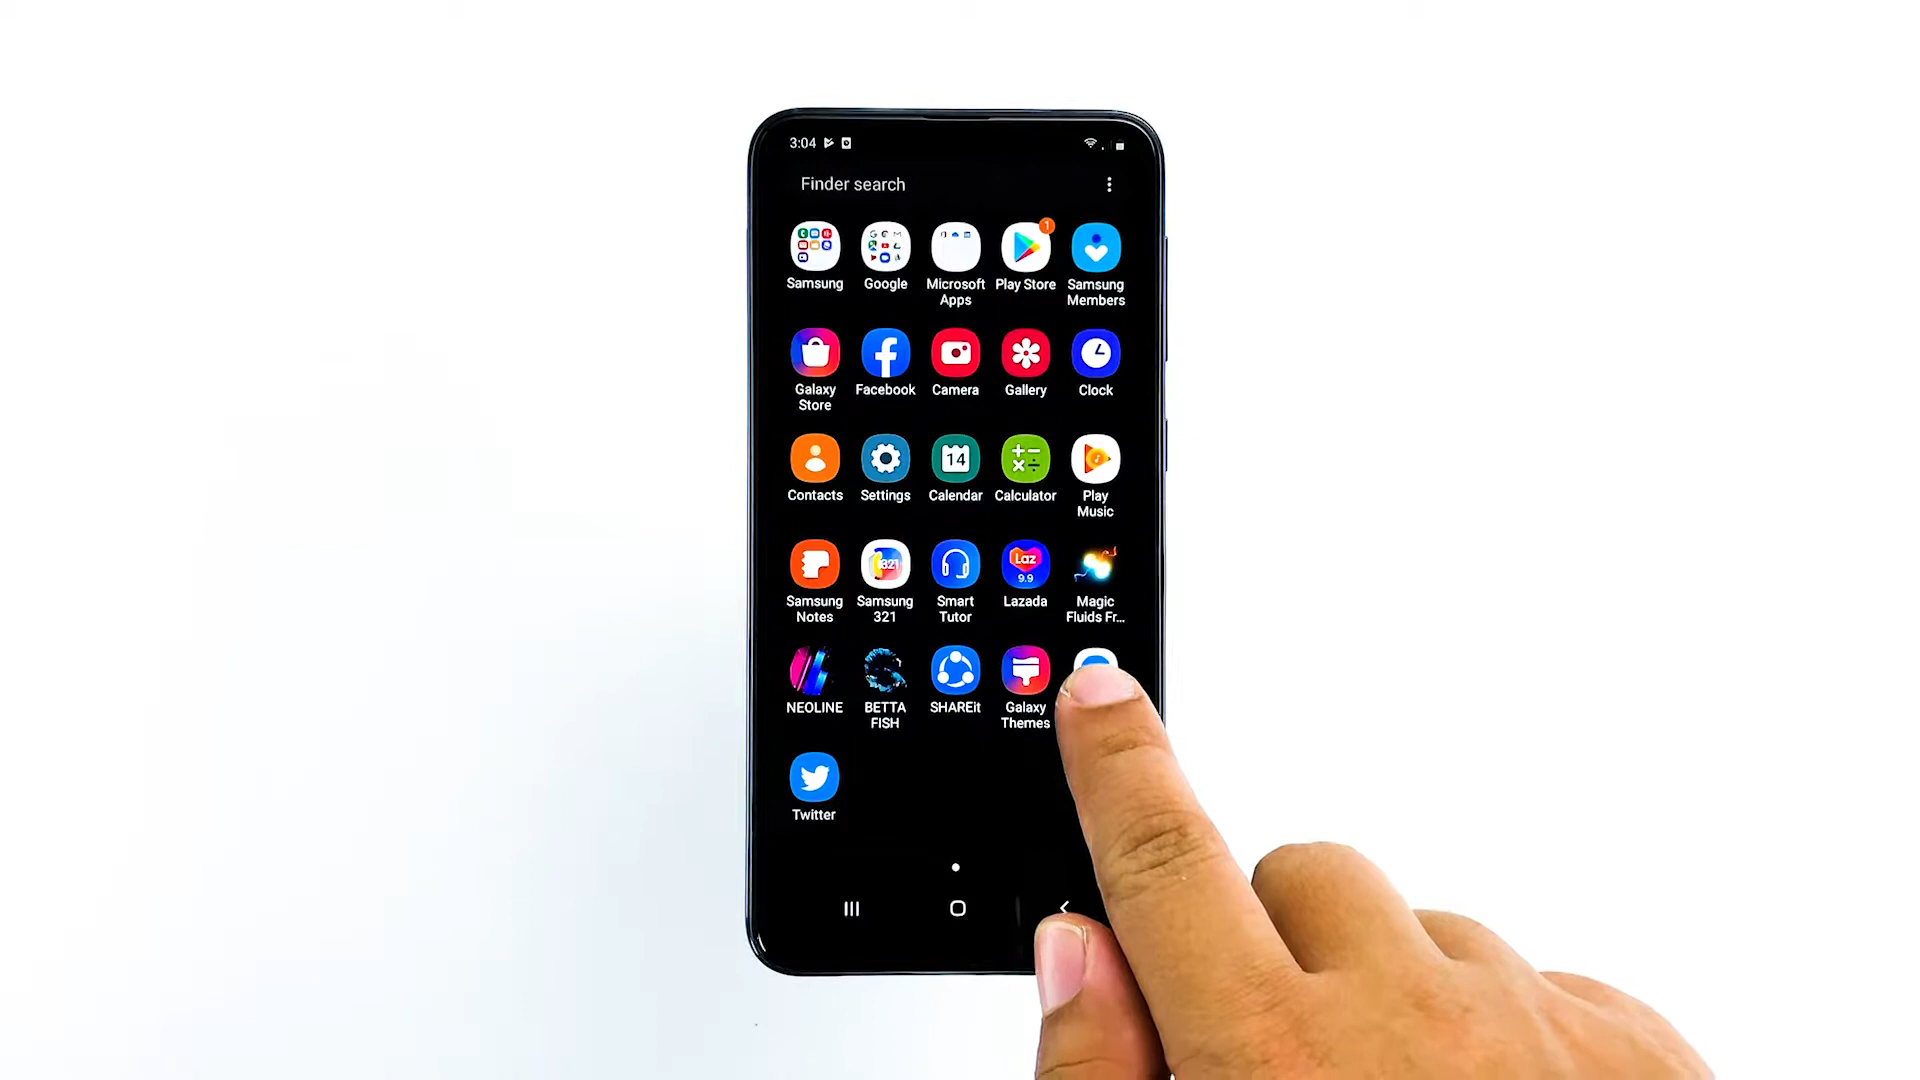 3:04
Finder search
1
Samsung
Google
Microsoft
Apps
Play Store
Samsung
Members
Galaxy
Store
Facebook
Camera
Gallery
Clock
14
Contacts
Settings
Calendar
Calculator
Play
Music
321
Laz
9.9
Samsung
Notes
Samsung
321
Smart
Tutor
Lazada
Magic
Fluids Fr...
NEOLINE
BETTA
FISH
SHAREit
Galaxy
Themes
Twitter